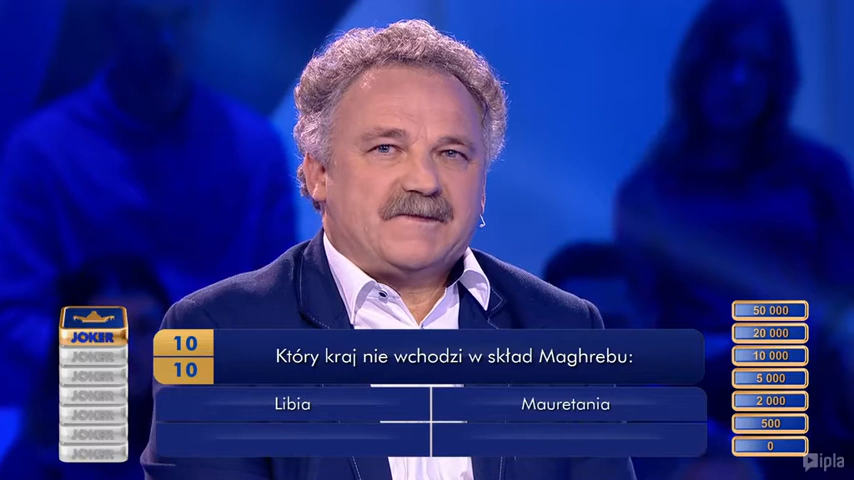 JOKER
JOKER
JOKER
JOKER
JOKER
JOKER
JOKER
10
10
Który kraj nie wchodzi w skład Maghrebu:
Libia
Mauretania
50 000
20 000
10 000
5 000
2 000
500
0
ipla